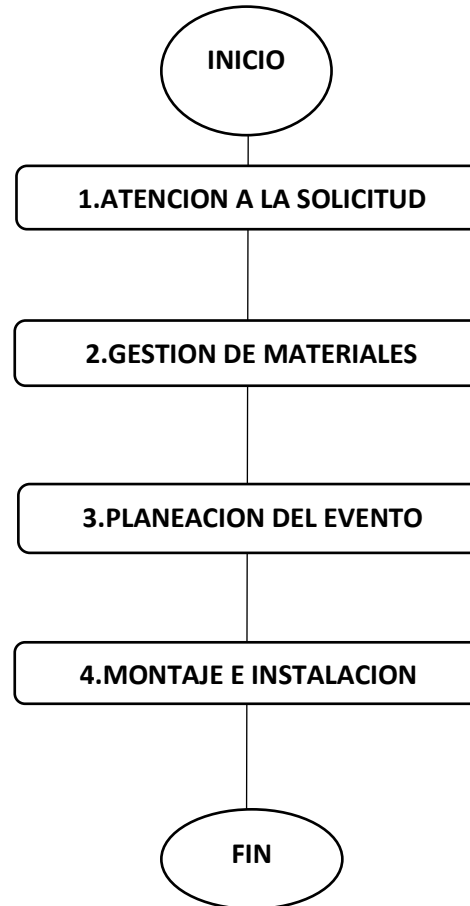 INICIO
1.ATENCION A LA SOLICITUD
2.GESTION DE MATERIALES
3.PLANEACION DEL EVENTO
4.MONTAJE E INSTALACION
FIN